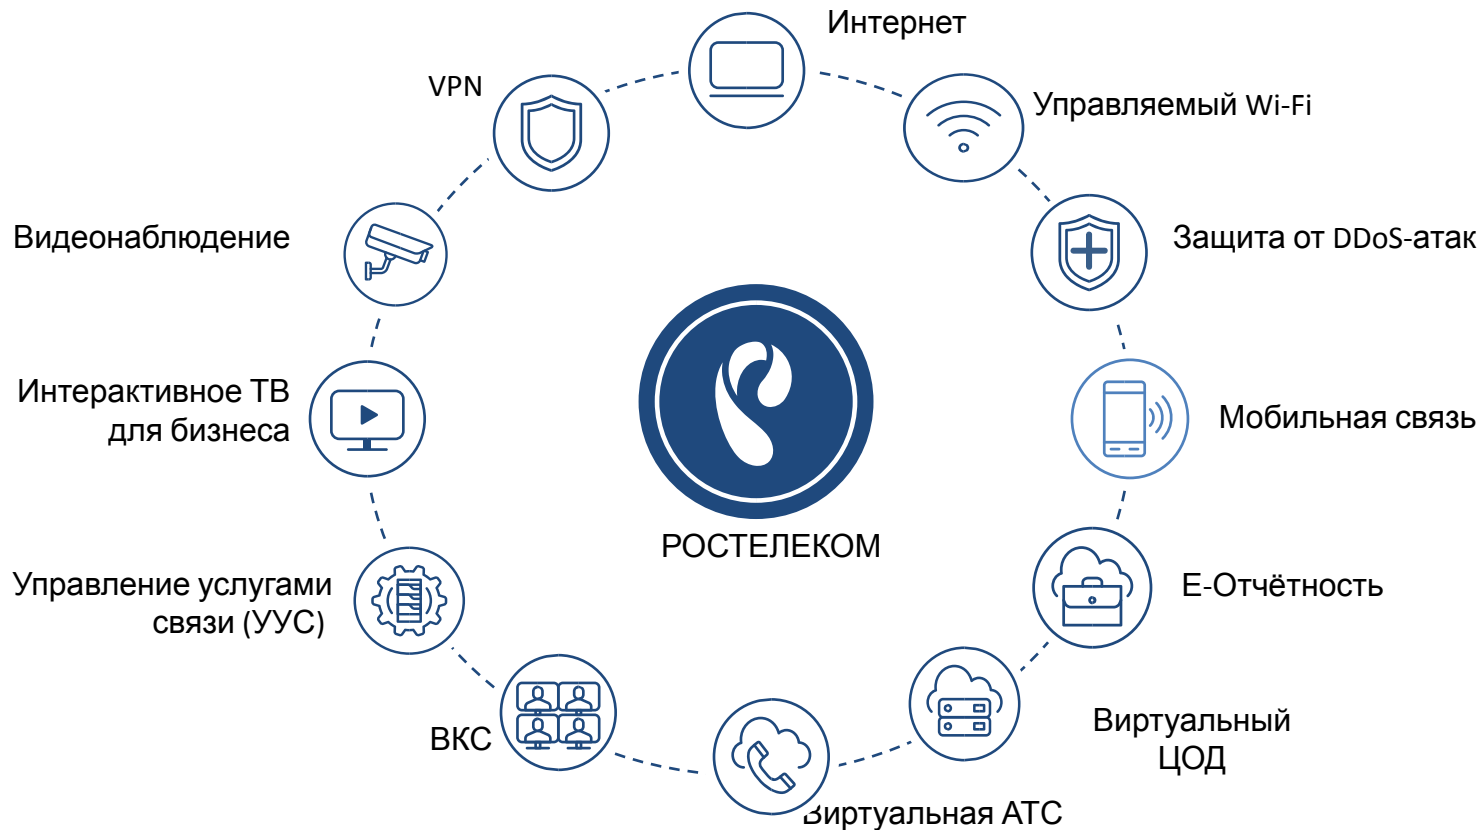 Интернет
VPN
Управляемый Wi-Fi
Видеонаблюдение
Защита от DDoS-атак
Интерактивное ТВ
для бизнеса
Мобильная связь
РОСТЕЛЕКОМ
Управление услугами
связи (УУС)
Е-Отчётность
ВКС
Виртуальный
ЦОД
Виртуальная АТС